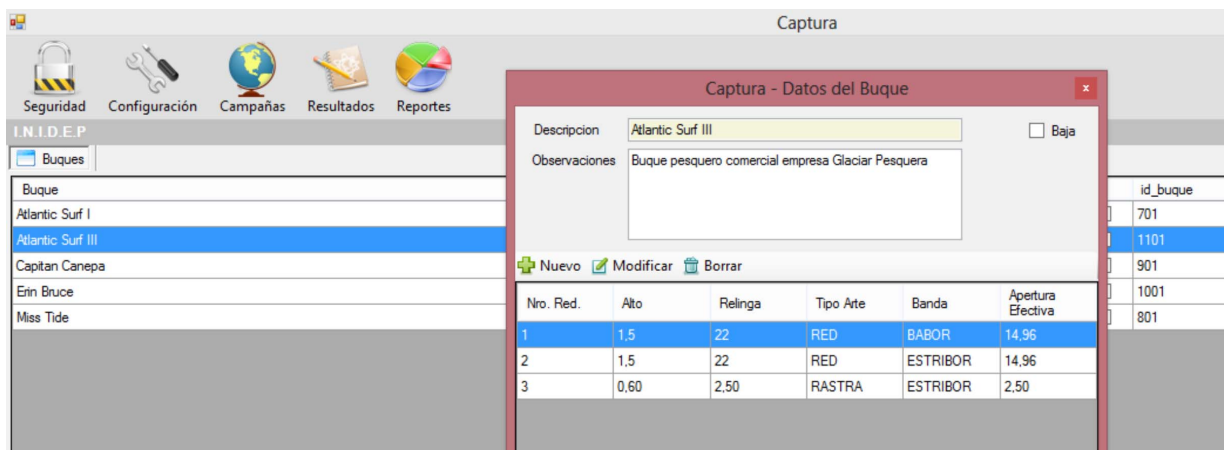 Captura
Seguridad Configuración Campañas Resultados Reportes
I.N.I.D.E.P
Buques
Buque
Atlantic Surf I
Atlantic Surf III
Capitan Canepa
Erin Bruce
Miss Tide
Captura - Datos del Buque
x
Descripcion Atlantic Surf III Baja
Observaciones Buque pesquero comercial empresa Glaciar Pesquera
Nuevo Modificar Borrar
Nro. Red. Alto Relinga Tipo Arte Banda Apertura Efectiva
1 1,5 22 RED BABOR 14,96
2 1,5 22 RED ESTRIBOR 14,96
3 0,60 2,50 RASTRA ESTRIBOR 2,50
id_buque
701
1101
901
1001
801